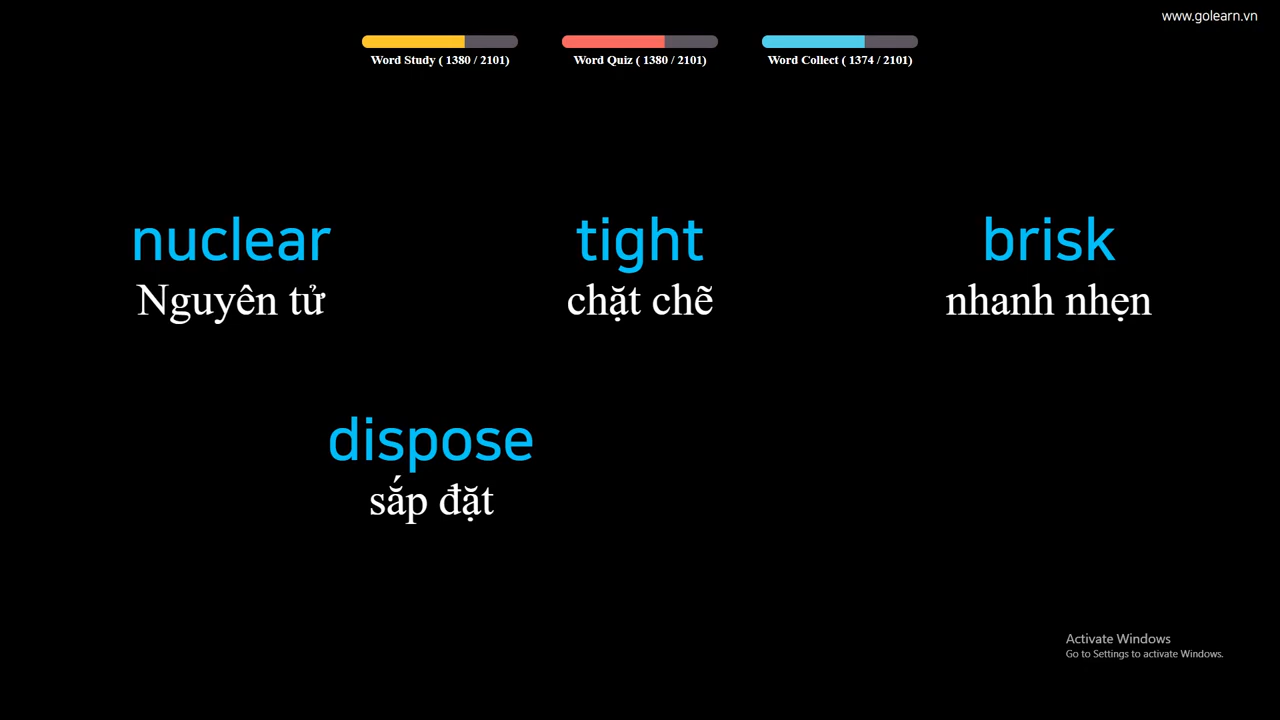 www.golearn.vn
Word Study ( 1380 / 2101)
Word Quiz ( 1380 / 2101)
Word Collect ( 1374 / 2101)
nuclear
Nguyên tử
tight
chặt chẽ
brisk
nhanh nhẹn
dispose
sắp đặt
Activate Windows
Go to Settings to activate Windows.